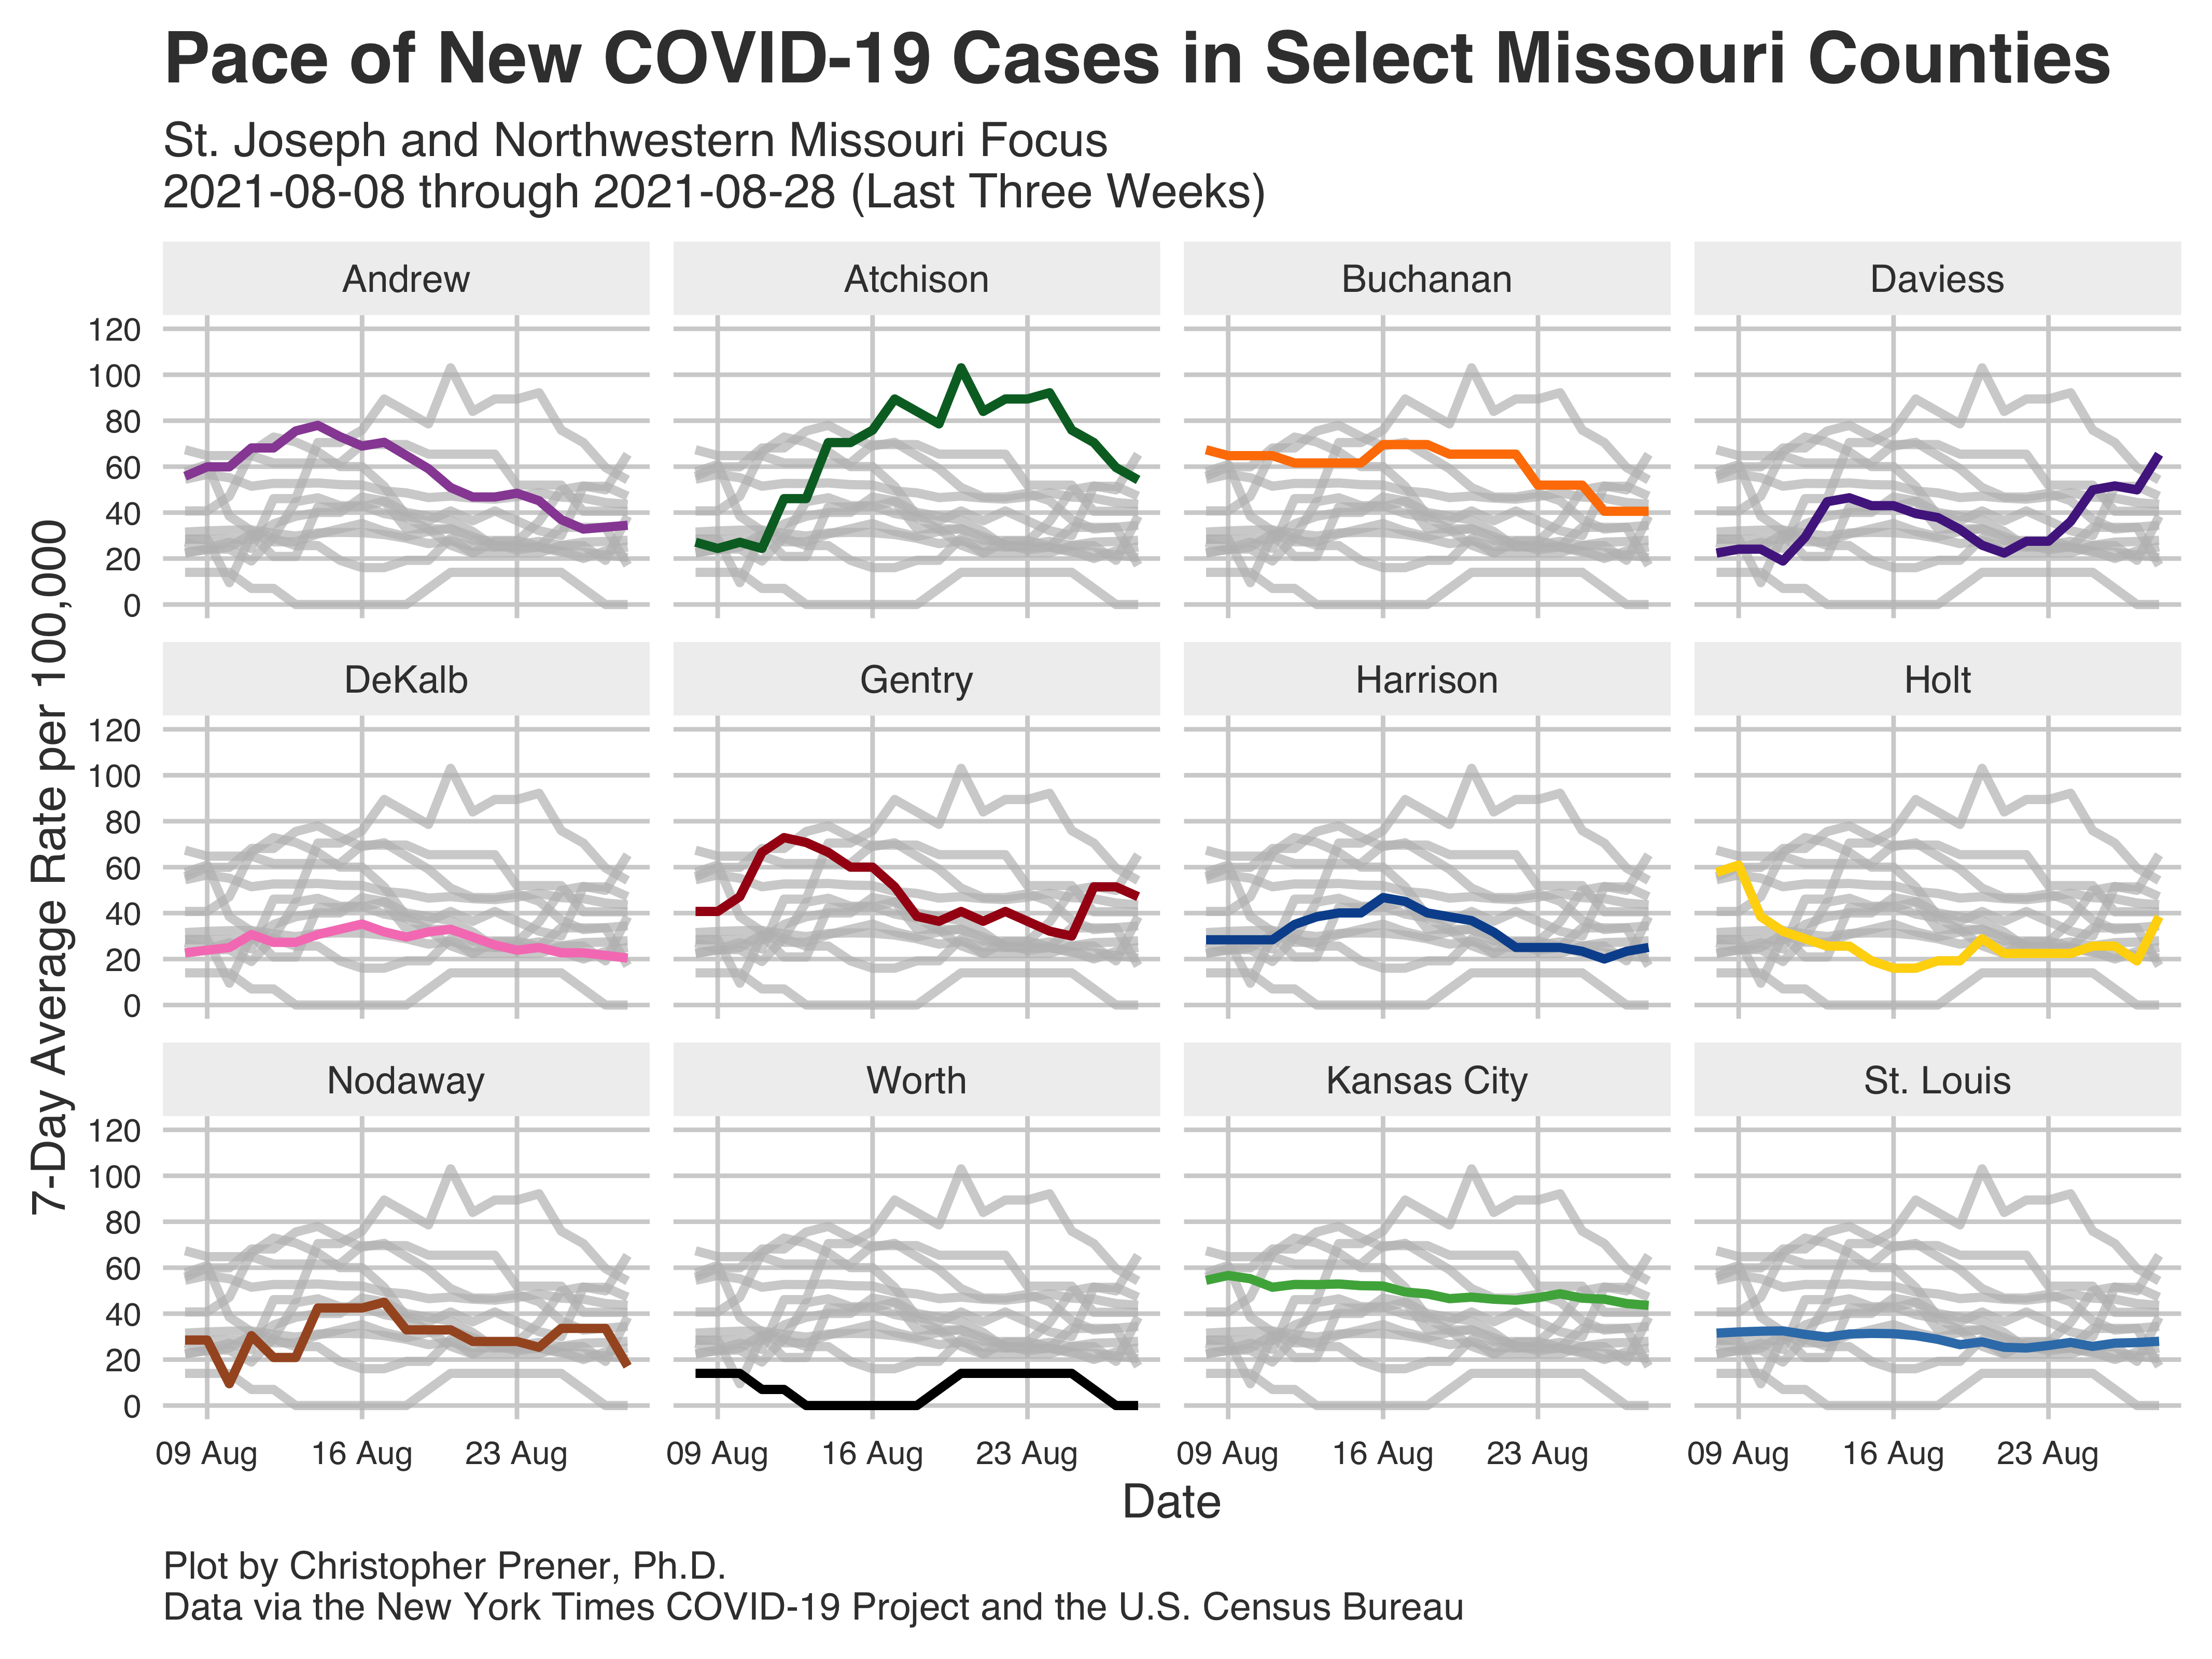 Pace of New COVID-19 Cases in Select Missouri Counties
St. Joseph and Northwestern Missouri Focus
2021-08-08 through 2021-08-28 (Last Three Weeks)
7-Day Average Rate per 100,000
Andrew
Atchison
Buchanan
Daviess
120
100
80
60
40
20
0
DeKalb
Gentry
Harrison
Holt
120
100
80
60
40
20
0
Nodaway
Worth
Kansas City
St. Louis
120
100
80
60
40
20
0
09 Aug 16 Aug 23 Aug
09 Aug 16 Aug 23 Aug
09 Aug 16 Aug 23 Aug
09 Aug 16 Aug 23 Aug
Date
Plot by Christopher Prener, Ph.D.
Data via the New York Times COVID-19 Project and the U.S. Census Bureau